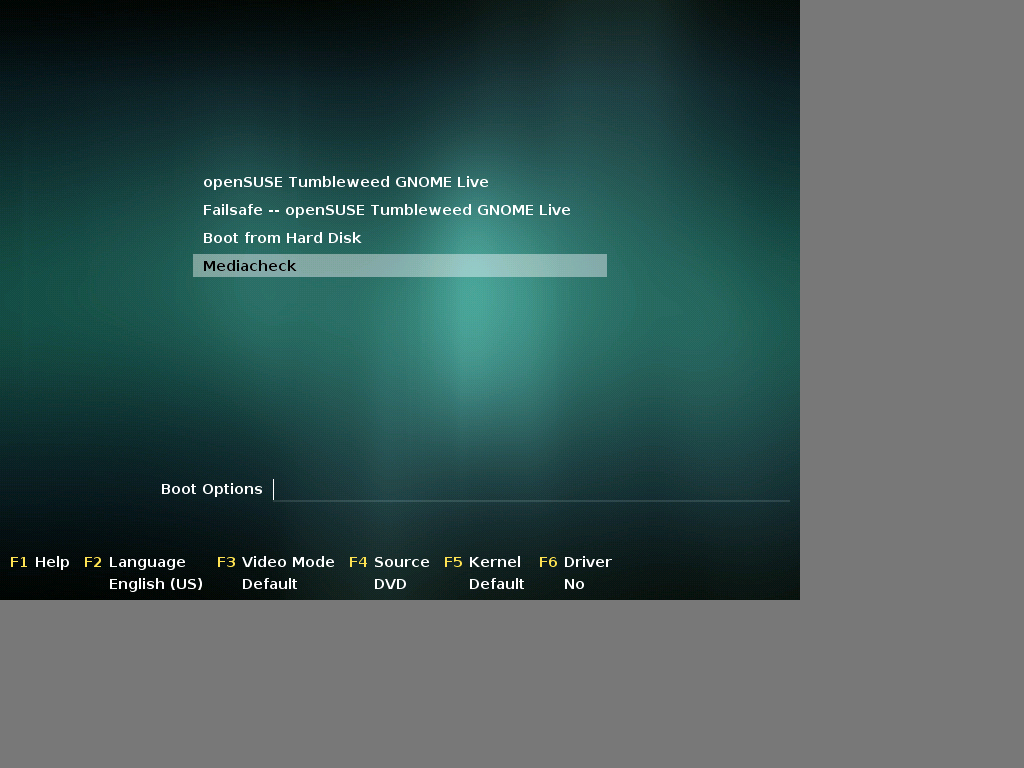 openSUSE Tumbleweed GNOME Live
Failsafe -- openSUSE Tumbleweed GNOME Live
Boot from Hard Disk
Mediacheck
Boot Options
F1 Help F2 Language F3 Video Mode F4 Source F5 Kernel F6 Driver
English (US) Default DVD Default No